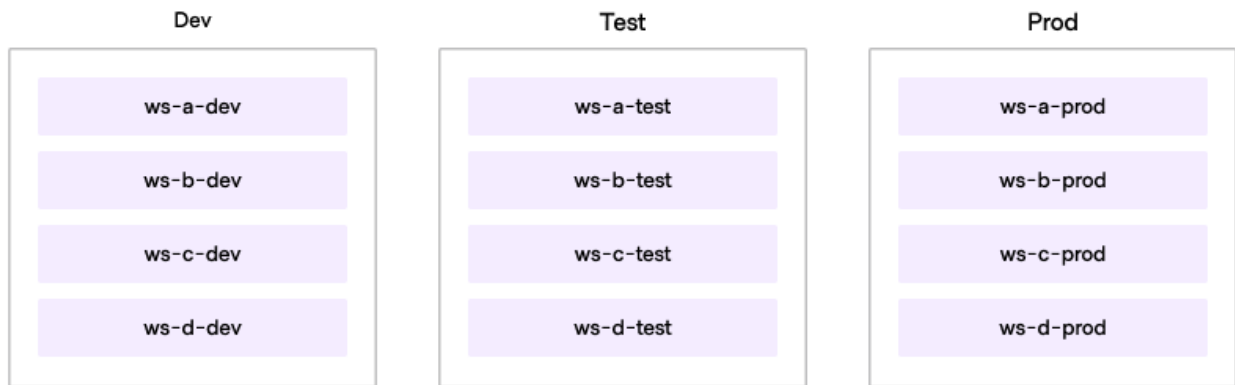 Dev
ws-a-dev
ws-b-dev
ws-c-dev
ws-d-dev
Test
ws-a-test
ws-b-test
ws-c-test
ws-d-test
Prod
ws-a-prod
ws-b-prod
ws-c-prod
ws-d-prod